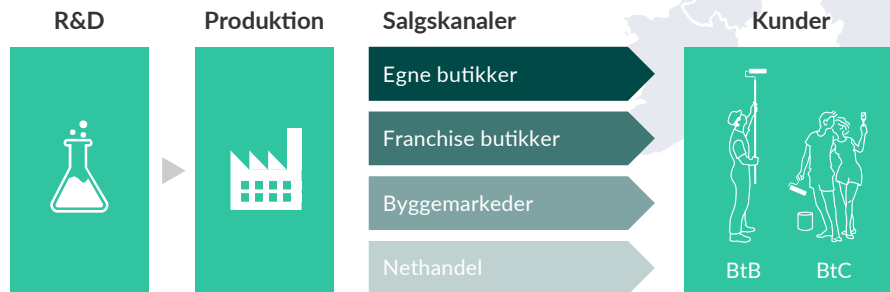 R&D
Produktion
Salgskanaler
Kunder
Egne butikker
Franchise butikker
Byggemarkeder
Nethandel
BtB
BtC